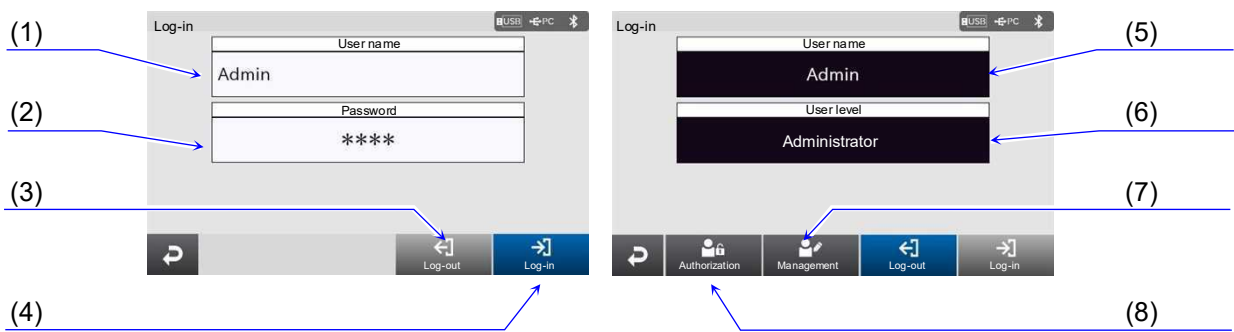 Log-in
USB PC
(1)
User name
Admin
(2)
Password
****
(3)
Log-out
Log-in
(4)
Log-in
USB PC
User name
Admin
(5)
User level
Administrator
(6)
(7)
Authorization
Management
Log-out
Log-in
(8)